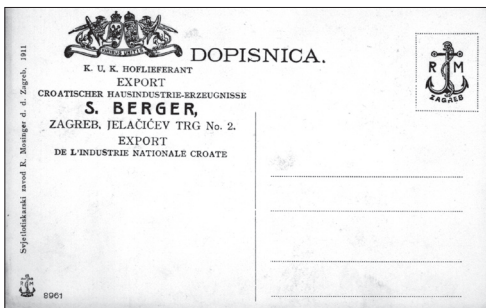 DOPISNICA.
K. U. K. HOFLIEFERANT
EXPORT
CROATISCHER HAUSINDUSTRIE-ERZEUGNISSE
S. BERGER,
ZAGREB, JELAČIĆEV TRG No. 2.
EXPORT
DE L'INDUSTRIE NATIONALE CROATE
R M
ZAGREB
Svjetlotiskarski zavod R. Mosinger d. d. Zagreb, 1911
R M
8961